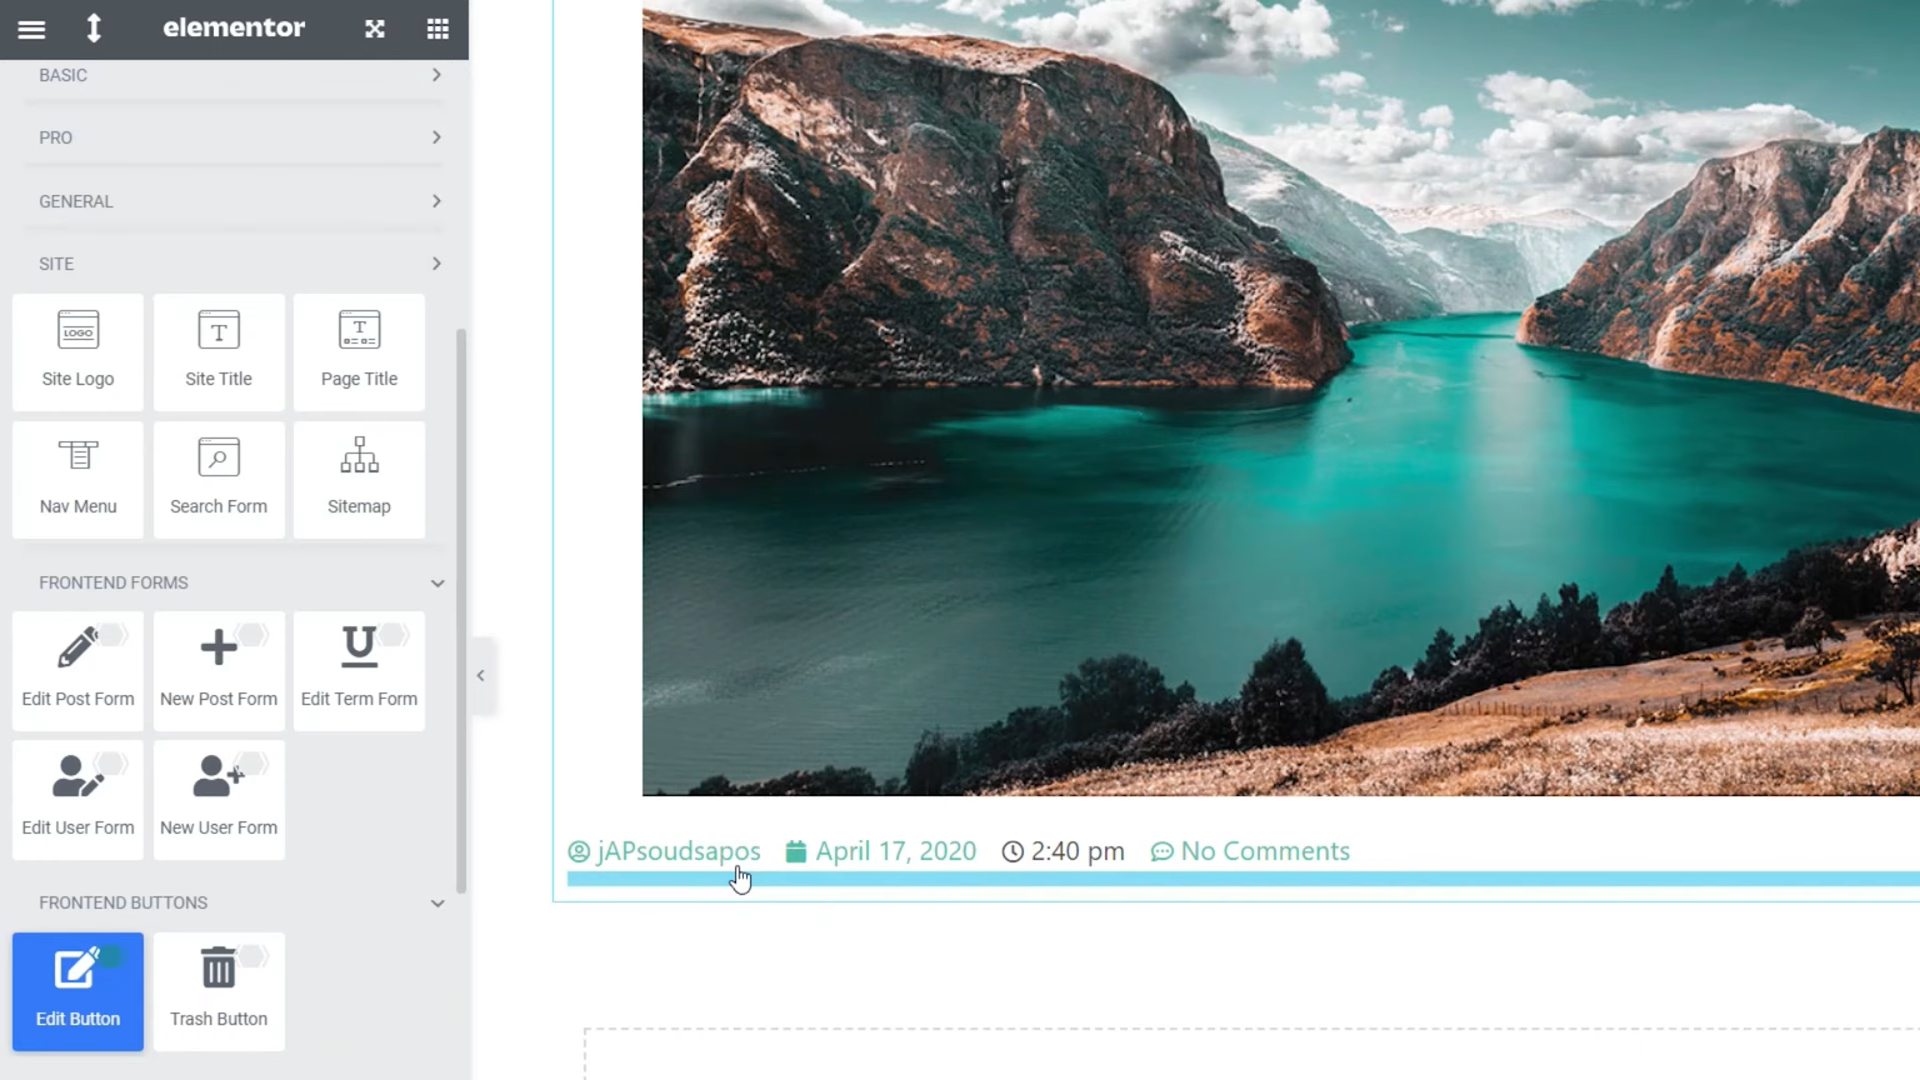 elementor
BASIC
PRO
GENERAL
SITE
LOGO
T
T
Site Logo
Site Title
Page Title
Nav Menu
Search Form
Sitemap
FRONTEND FORMS
Edit Post Form
New Post Form
Edit Term Form
Edit User Form
New User Form
FRONTEND BUTTONS
Edit Button
Trash Button
jAPsoudsapos April 17, 2020 2:40 pm No Comments